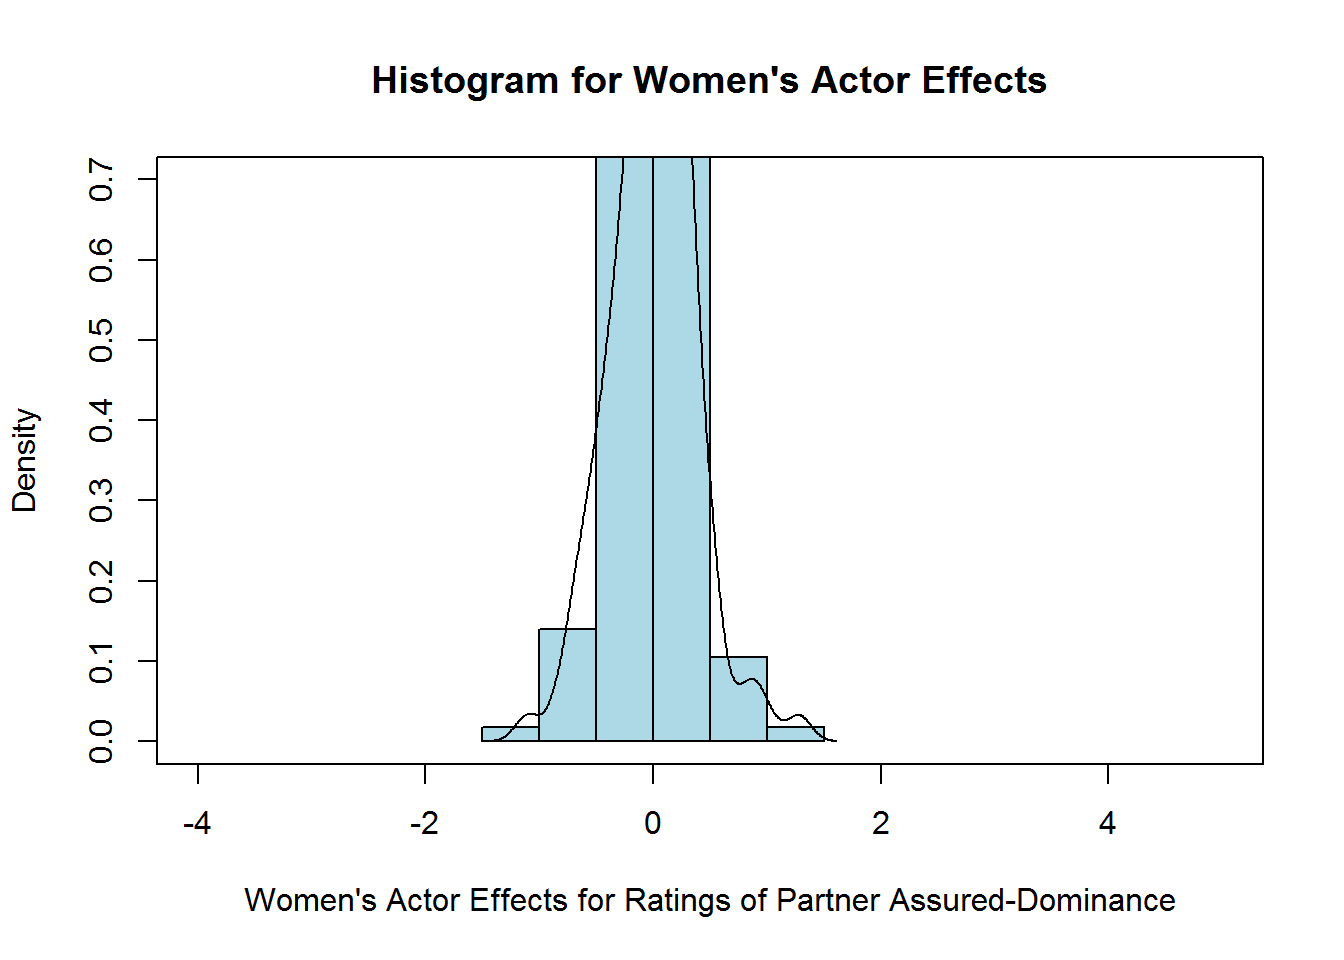 Histogram for Women's Actor Effects
Density
0.7
0.6
0.5
0.4
0.3
0.2
0.1
0.0
-4 -2 0 2 4
Women's Actor Effects for Ratings of Partner Assured-Dominance